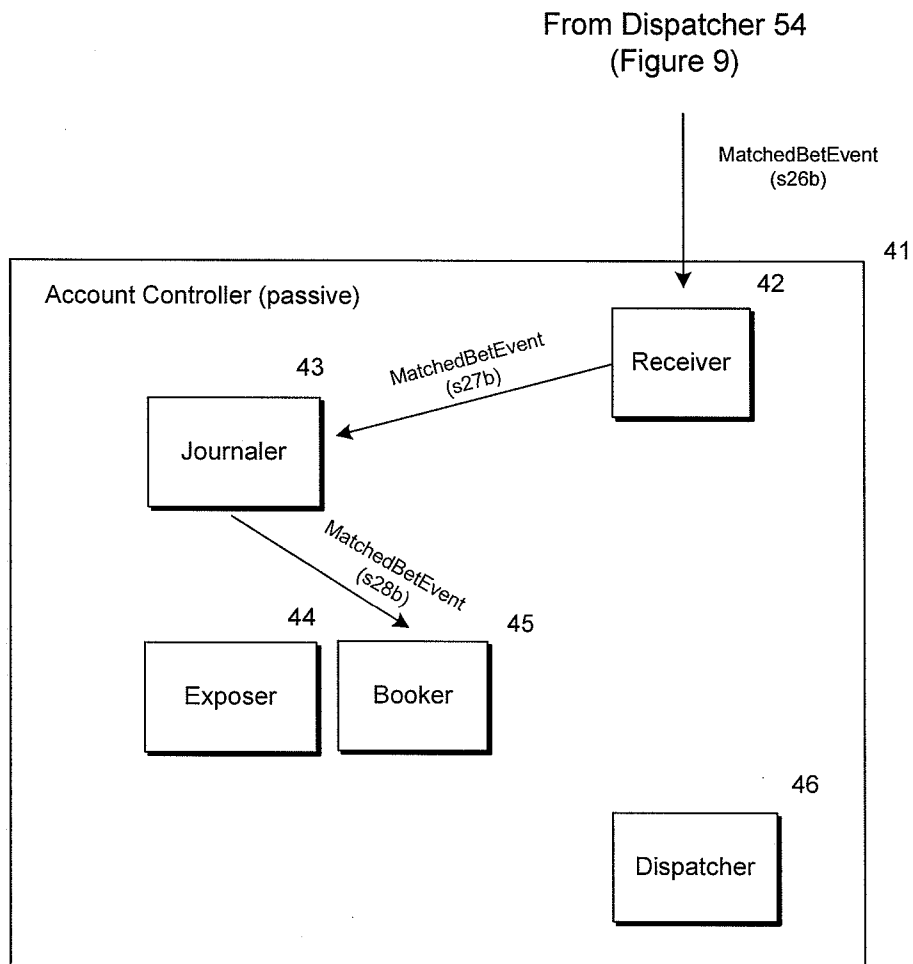 From Dispatcher 54
(Figure 9)
MatchedBetEvent
(s26b)
41
Account Controller (passive)
42
Receiver
MatchedBetEvent
(s27b)
43
Journaler
MatchedBetEvent
(s28b)
44
45
Exposer
Booker
46
Dispatcher